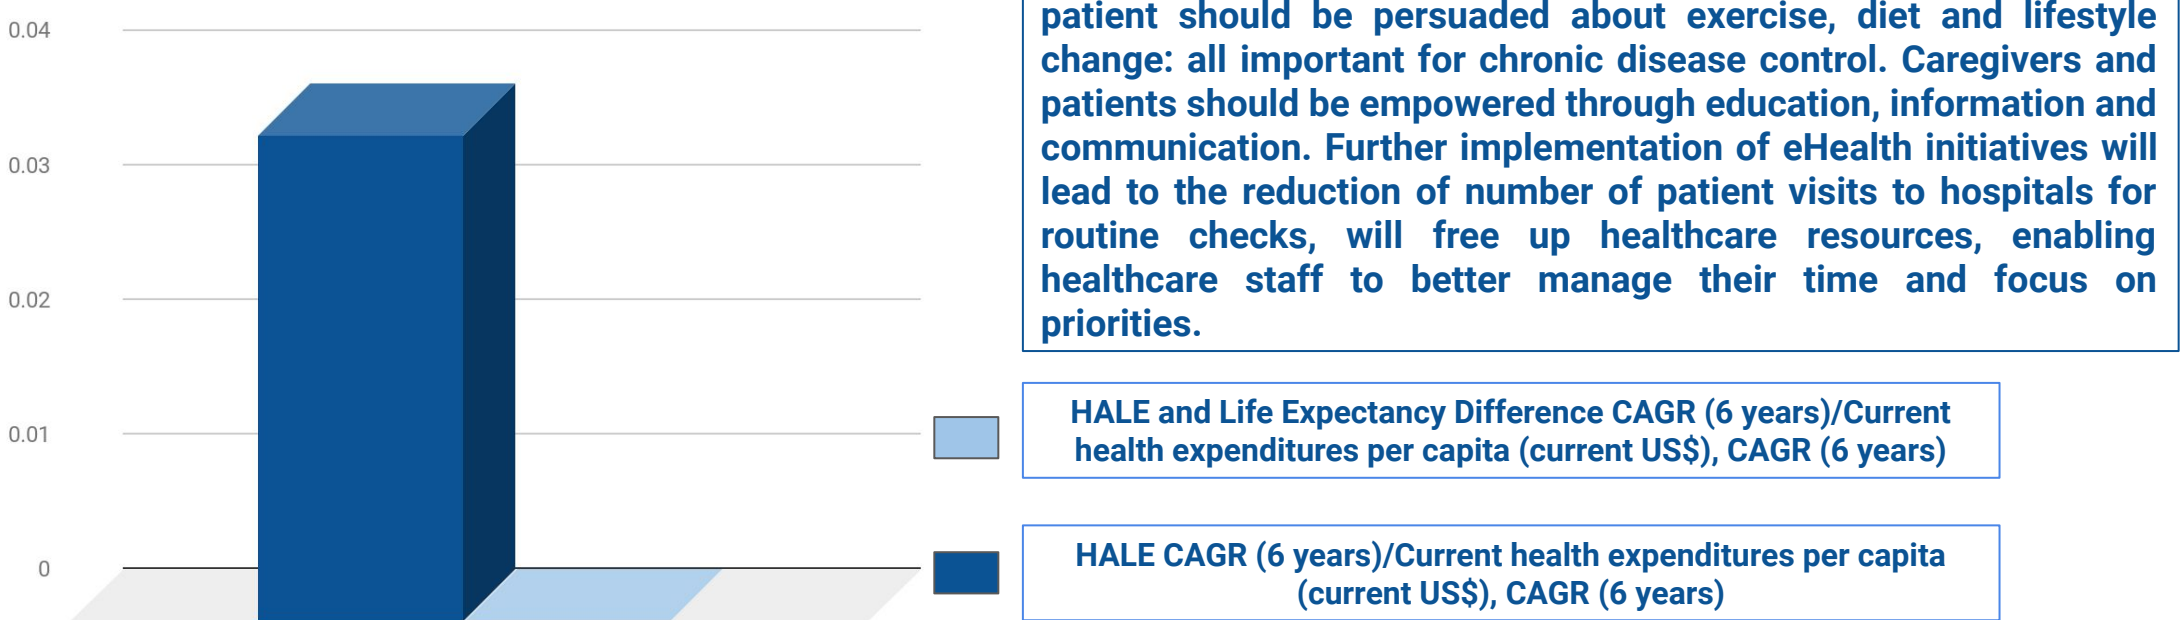 0.04
0.03
0.02
0.01
0
patient should be persuaded about exercise, diet and lifestyle
change: all important for chronic disease control. Caregivers and
patients should be empowered through education, information and
communication. Further implementation of eHealth initiatives will
lead to the reduction of number of patient visits to hospitals for
routine checks, will free up healthcare resources, enabling
healthcare staff to better manage their time and focus on
priorities.
HALE and Life Expectancy Difference CAGR (6 years)/Current
health expenditures per capita (current US$), CAGR (6 years)
HALE CAGR (6 years)/Current health expenditures per capita
(current US$), CAGR (6 years)